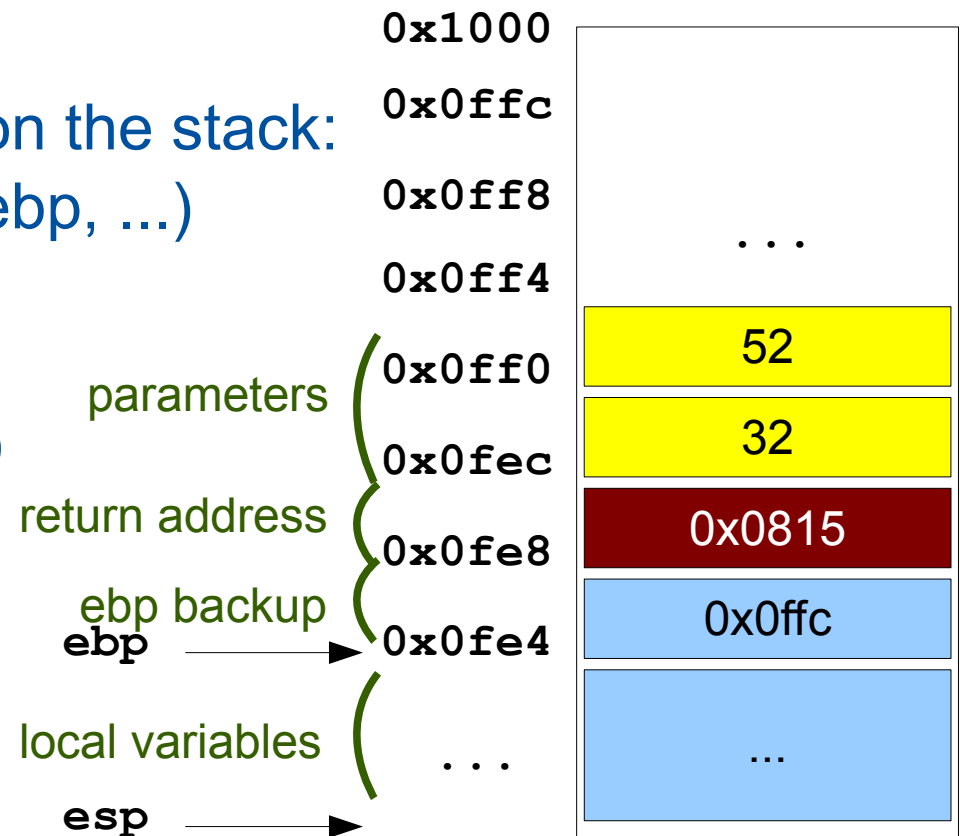 0x1000
0x0ffc
on the stack:
0x0ff8
ebp, ...)
...
0x0ff4
52
0x0ff0
parameters
32
)
0x0fec
return address
0x0815
0x0fe8
ebp backup
0x0ffc
ebp
0x0fe4
local variables
...
...
esp